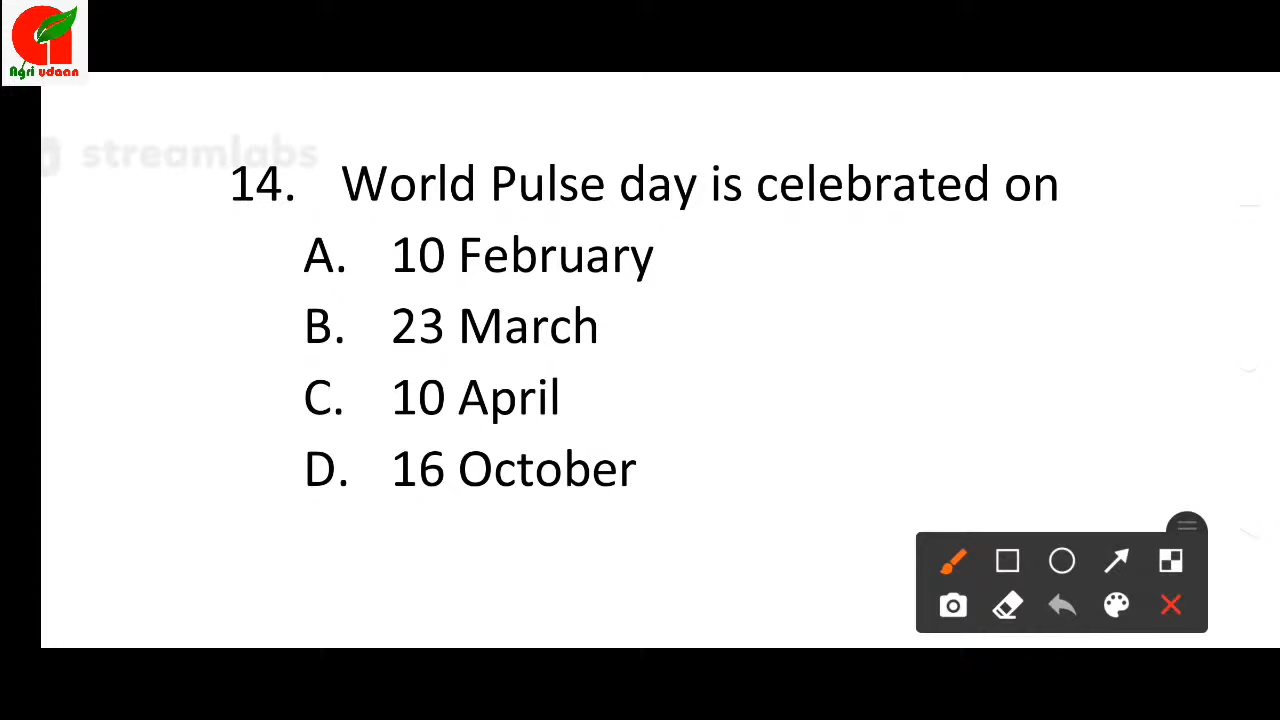 Agri udaan
streamlabs
14. World Pulse day is celebrated on
A. 10 February
B. 23 March
C. 10 April
D. 16 October